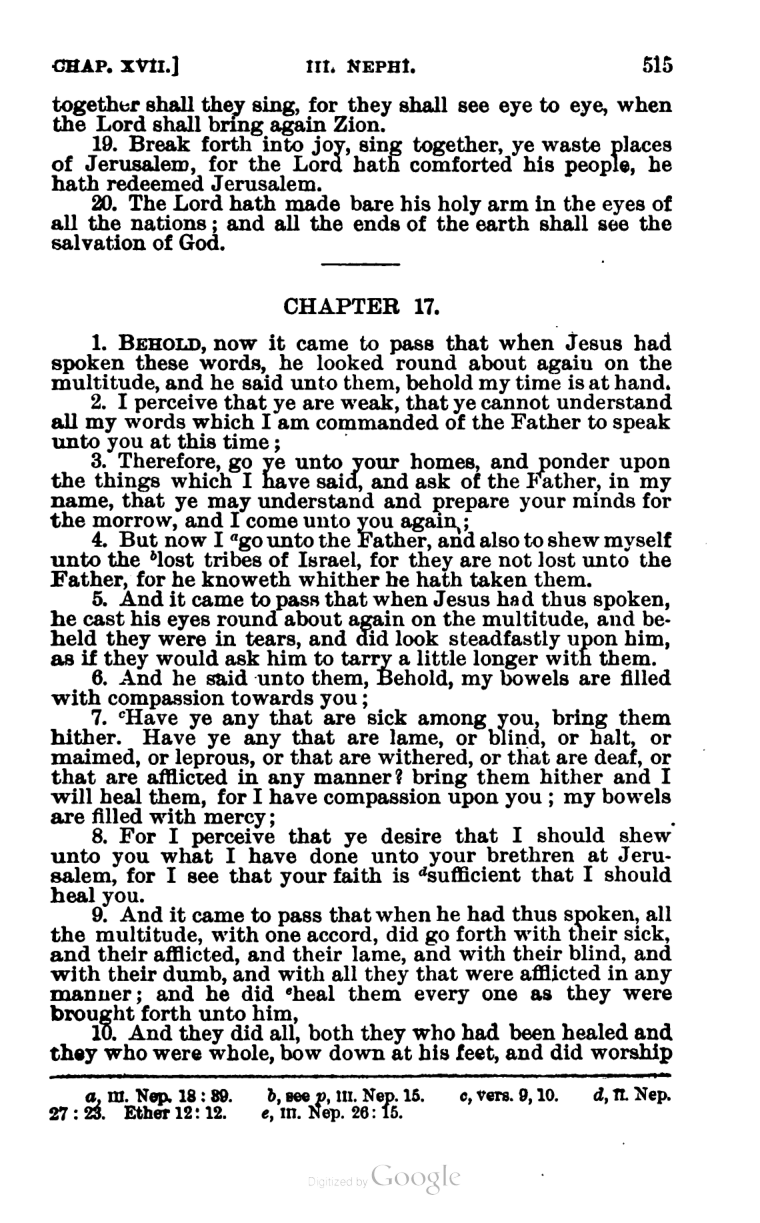 CHAP. XVII.] III. NEPHI. 515
together shall they sing, for they shall see eye to eye, when
the Lord shall bring again Zion.
19. Break forth into joy, sing together, ye waste places
of Jerusalem, for the Lord hath comforted his people, he
hath redeemed Jerusalem.
20. The Lord hath made bare his holy arm in the eyes of
all the nations; and all the ends of the earth shall see the
salvation of God.
CHAPTER 17.
1. BEHOLD, now it came to pass that when Jesus had
spoken these words, he looked round about again on the
multitude, and he said unto them, behold my time is at hand.
2. I perceive that ye are weak, that ye cannot understand
all my words which I am commanded of the Father to speak
unto you at this time;
3. Therefore, go ye unto your homes, and ponder upon
the things which I have said, and ask of the Father, in my
name, that ye may understand and prepare your minds for
the morrow, and I come unto you again;
4. But now I ᵃgo unto the Father, and also to shew myself
unto the ᵇlost tribes of Israel, for they are not lost unto the
Father, for he knoweth whither he hath taken them.
5. And it came to pass that when Jesus had thus spoken,
he cast his eyes round about again on the multitude, and be-
held they were in tears, and did look steadfastly upon him,
as if they would ask him to tarry a little longer with them.
6. And he said unto them, Behold, my bowels are filled
with compassion towards you;
7. ᶜHave ye any that are sick among you, bring them
hither. Have ye any that are lame, or blind, or halt, or
maimed, or leprous, or that are withered, or that are deaf, or
that are afflicted in any manner? bring them hither and I
will heal them, for I have compassion upon you; my bowels
are filled with mercy;
8. For I perceive that ye desire that I should shew
unto you what I have done unto your brethren at Jeru-
salem, for I see that your faith is ᵈsufficient that I should
heal you.
9. And it came to pass that when he had thus spoken, all
the multitude, with one accord, did go forth with their sick,
and their afflicted, and their lame, and with their blind, and
with their dumb, and with all they that were afflicted in any
manner; and he did ᵉheal them every one as they were
brought forth unto him,
10. And they did all, both they who had been healed and
they who were whole, bow down at his feet, and did worship
a, III. Nep. 18:39. b, see p, III. Nep. 15. c, vers. 9, 10. d, II. Nep.
27:23. Ether 12:12. e, III. Nep. 26:15.
Digitized by Google